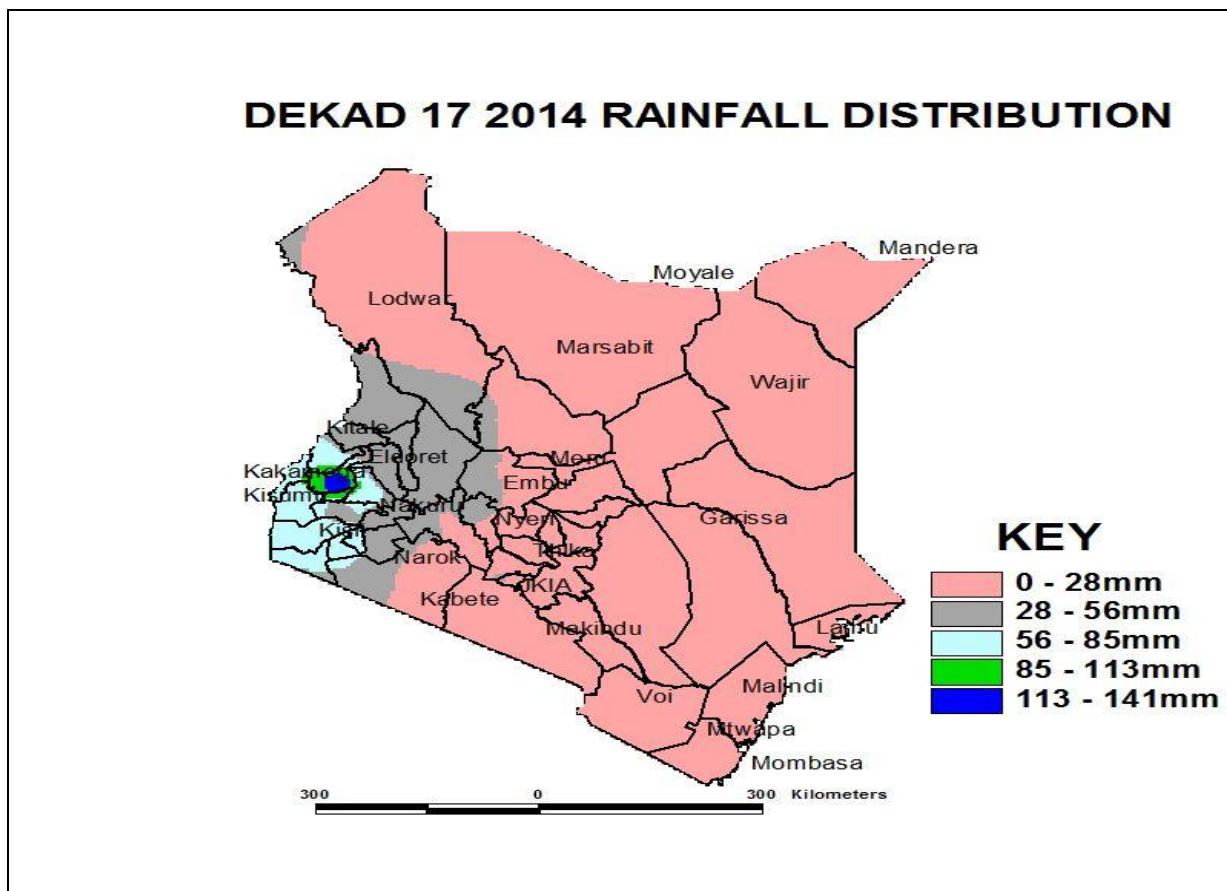 DEKAD 17 2014 RAINFALL DISTRIBUTION
Mandera
Moyale
Lodwar
Marsabit
Wajir
Kitale
Eldoret
Meru
Kakamega
Embu
Kisumu
Nakuru
Nyeri
Garissa
Kisii
Thika
Narok
JKIA
Kabete
Makindu
Lamu
Voi
Malindi
Mtwapa
Mombasa
KEY
0 - 28mm
28 - 56mm
56 - 85mm
85 - 113mm
113 - 141mm
300 0 300 Kilometers